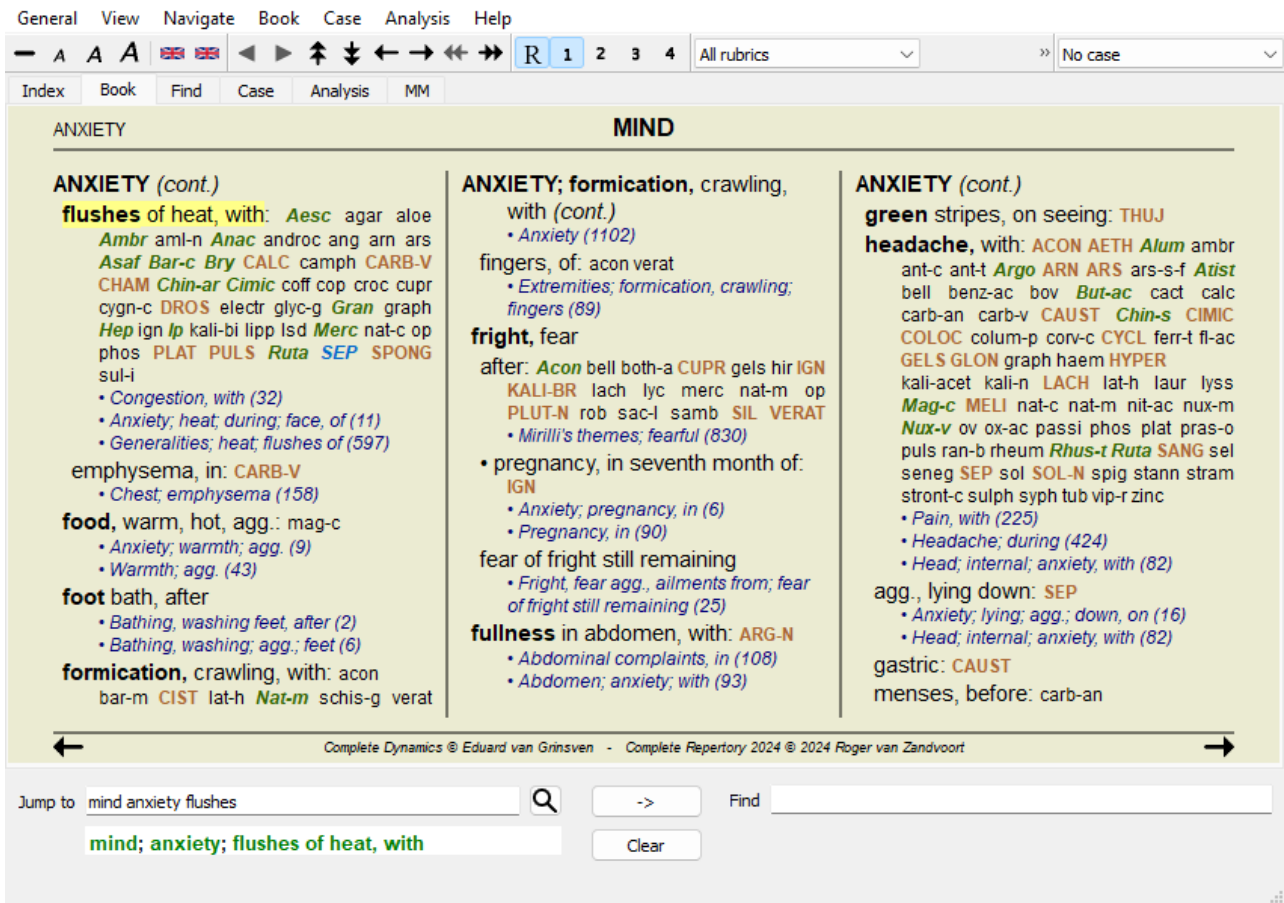 General View Navigate Book Case Analysis Help
A A A R 1 2 3 4 All rubrics » No case
Index Book Find Case Analysis MM
ANXIETY MIND
ANXIETY (cont.)
flushes of heat, with: Aesc agar aloe
Ambr aml-n Anac androc ang arn ars
Asaf Bar-c Bry CALC camph CARB-V
CHAM Chin-ar Cimic coff cop croc cupr
cygn-c DROS electr glyc-g Gran graph
Hep ign Ip kali-bi lipp lsd Merc nat-c op
phos PLAT PULS Ruta SEP SPONG
sul-i
• Congestion, with (32)
• Anxiety; heat; during; face, of (11)
• Generalities; heat; flushes of (597)
emphysema, in: CARB-V
• Chest; emphysema (158)
food, warm, hot, agg.: mag-c
• Anxiety; warmth; agg. (9)
• Warmth; agg. (43)
foot bath, after
• Bathing, washing feet, after (2)
• Bathing, washing; agg.; feet (6)
formication, crawling, with: acon
bar-m CIST lat-h Nat-m schis-g verat
ANXIETY; formication, crawling,
with (cont.)
• Anxiety (1102)
fingers, of: acon verat
• Extremities; formication, crawling;
fingers (89)
fright, fear
after: Acon bell both-a CUPR gels hir IGN
KALI-BR lach lyc merc nat-m op
PLUT-N rob sac-l samb SIL VERAT
• Mirilli's themes; fearful (830)
• pregnancy, in seventh month of:
IGN
• Anxiety; pregnancy, in (6)
• Pregnancy, in (90)
fear of fright still remaining
• Fright, fear agg., ailments from; fear
of fright still remaining (25)
fullness in abdomen, with: ARG-N
• Abdominal complaints, in (108)
• Abdomen; anxiety; with (93)
ANXIETY (cont.)
green stripes, on seeing: THUJ
headache, with: ACON AETH Alum ambr
ant-c ant-t Argo ARN ARS ars-s-f Atist
bell benz-ac bov But-ac cact calc
carb-an carb-v CAUST Chin-s CIMIC
COLOC colum-p corv-c CYCL ferr-t fl-ac
GELS GLON graph haem HYPER
kali-acet kali-n LACH lat-h laur lyss
Mag-c MELI nat-c nat-m nit-ac nux-m
Nux-v ov ox-ac passi phos plat pras-o
puls ran-b rheum Rhus-t Ruta SANG sel
seneg SEP sol SOL-N spig stann stram
stront-c sulph syph tub vip-r zinc
• Pain, with (225)
• Headache; during (424)
• Head; internal; anxiety, with (82)
agg., lying down: SEP
• Anxiety; lying; agg.; down, on (16)
• Head; internal; anxiety, with (82)
gastric: CAUST
menses, before: carb-an
Complete Dynamics © Eduard van Grinsven - Complete Repertory 2024 © 2024 Roger van Zandvoort
Jump to mind anxiety flushes -> Find
mind; anxiety; flushes of heat, with Clear